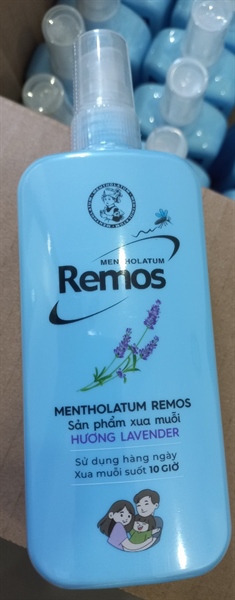 MENTHOLATUM
Remos
MENTHOLATUM REMOS
Sản phẩm xua muỗi
HƯƠNG LAVENDER
Sử dụng hàng ngày
Xua muỗi suốt 10 GIỜ